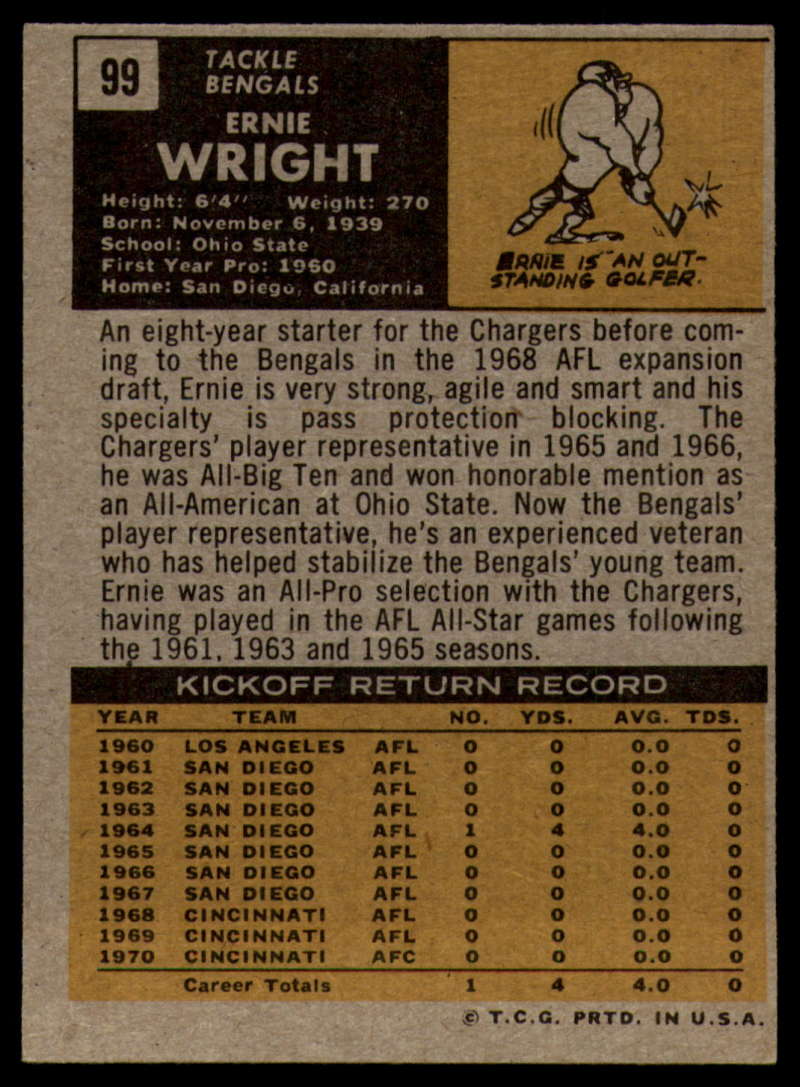 99
TACKLE
BENGALS
ERNIE
WRIGHT
Height: 6'4" Weight: 270
Born: November 6, 1939
School: Ohio State
First Year Pro: 1960
Home: San Diego, California
ERNIE IS AN OUT-
STANDING GOLFER.
An eight-year starter for the Chargers before com-
ing to the Bengals in the 1968 AFL expansion
draft, Ernie is very strong, agile and smart and his
specialty is pass protection blocking. The
Chargers' player representative in 1965 and 1966,
he was All-Big Ten and won honorable mention as
an All-American at Ohio State. Now the Bengals'
player representative, he's an experienced veteran
who has helped stabilize the Bengals' young team.
Ernie was an All-Pro selection with the Chargers,
having played in the AFL All-Star games following
the 1961, 1963 and 1965 seasons.
KICKOFF RETURN RECORD
YEAR TEAM NO. YDS. AVG. TDS.
1960 LOS ANGELES AFL 0 0 0.0 0
1961 SAN DIEGO AFL 0 0 0.0 0
1962 SAN DIEGO AFL 0 0 0.0 0
1963 SAN DIEGO AFL 0 0 0.0 0
1964 SAN DIEGO AFL 1 4 4.0 0
1965 SAN DIEGO AFL 0 0 0.0 0
1966 SAN DIEGO AFL 0 0 0.0 0
1967 SAN DIEGO AFL 0 0 0.0 0
1968 CINCINNATI AFL 0 0 0.0 0
1969 CINCINNATI AFL 0 0 0.0 0
1970 CINCINNATI AFC 0 0 0.0 0
Career Totals 1 4 4.0 0
© T.C.G. PRTD. IN U.S.A.